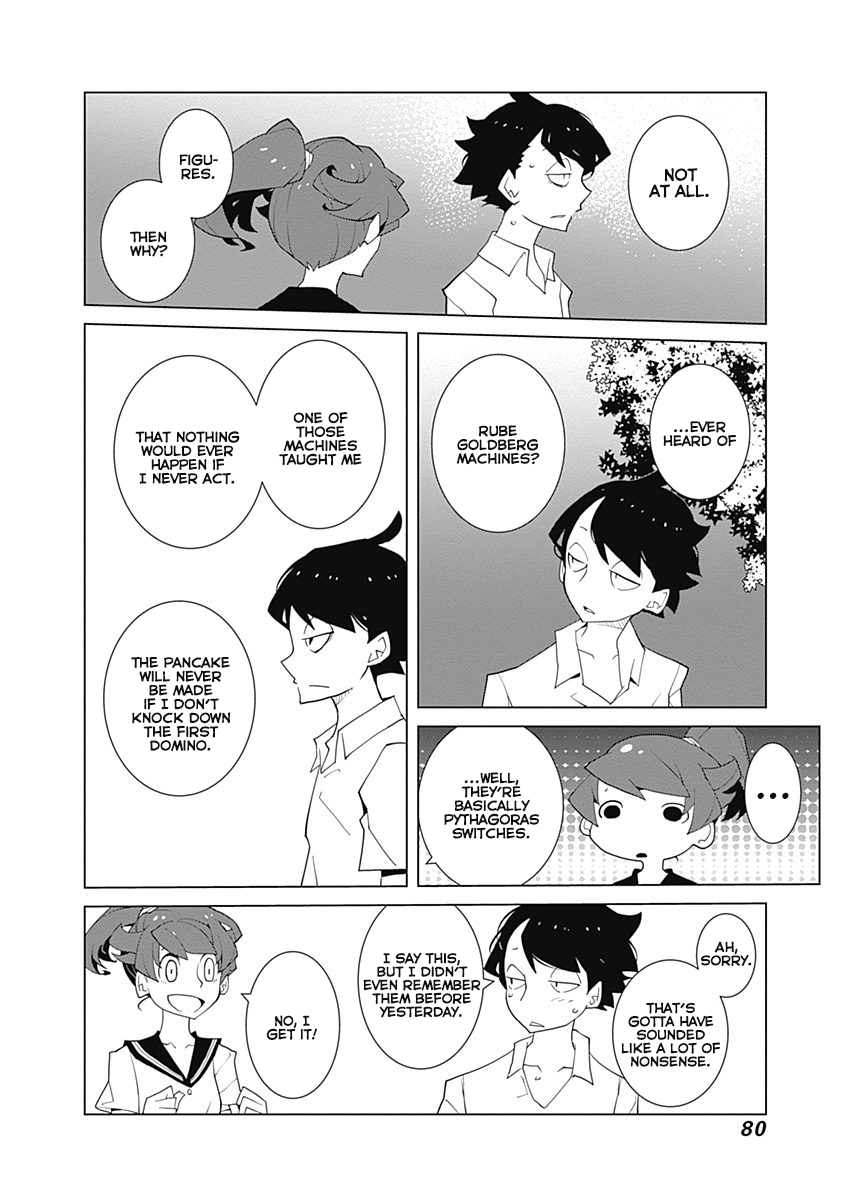 NOT
AT ALL.
FIGU-
RES.
THEN
WHY?
...EVER
HEARD OF
RUBE
GOLDBERG
MACHINES?
...
...WELL,
THEY'RE
BASICALLY
PYTHAGORAS
SWITCHES.
ONE OF
THOSE
MACHINES
TAUGHT ME
THAT NOTHING
WOULD EVER
HAPPEN IF
I NEVER ACT.
THE PANCAKE
WILL NEVER
BE MADE
IF I DON'T
KNOCK DOWN
THE FIRST
DOMINO.
AH,
SORRY.
THAT'S
GOTTA HAVE
SOUNDED
LIKE A LOT OF
NONSENSE.
I SAY THIS,
BUT I DIDN'T
EVEN REMEMBER
THEM BEFORE
YESTERDAY.
NO, I
GET IT!
80